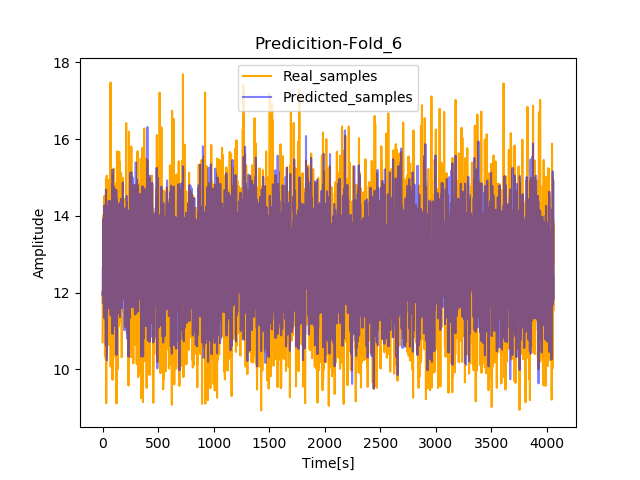 Predicition-Fold_6
Real_samples
Predicted_samples
18
16
14
12
10
Amplitude
0 500 1000 1500 2000 2500 3000 3500 4000
Time[s]